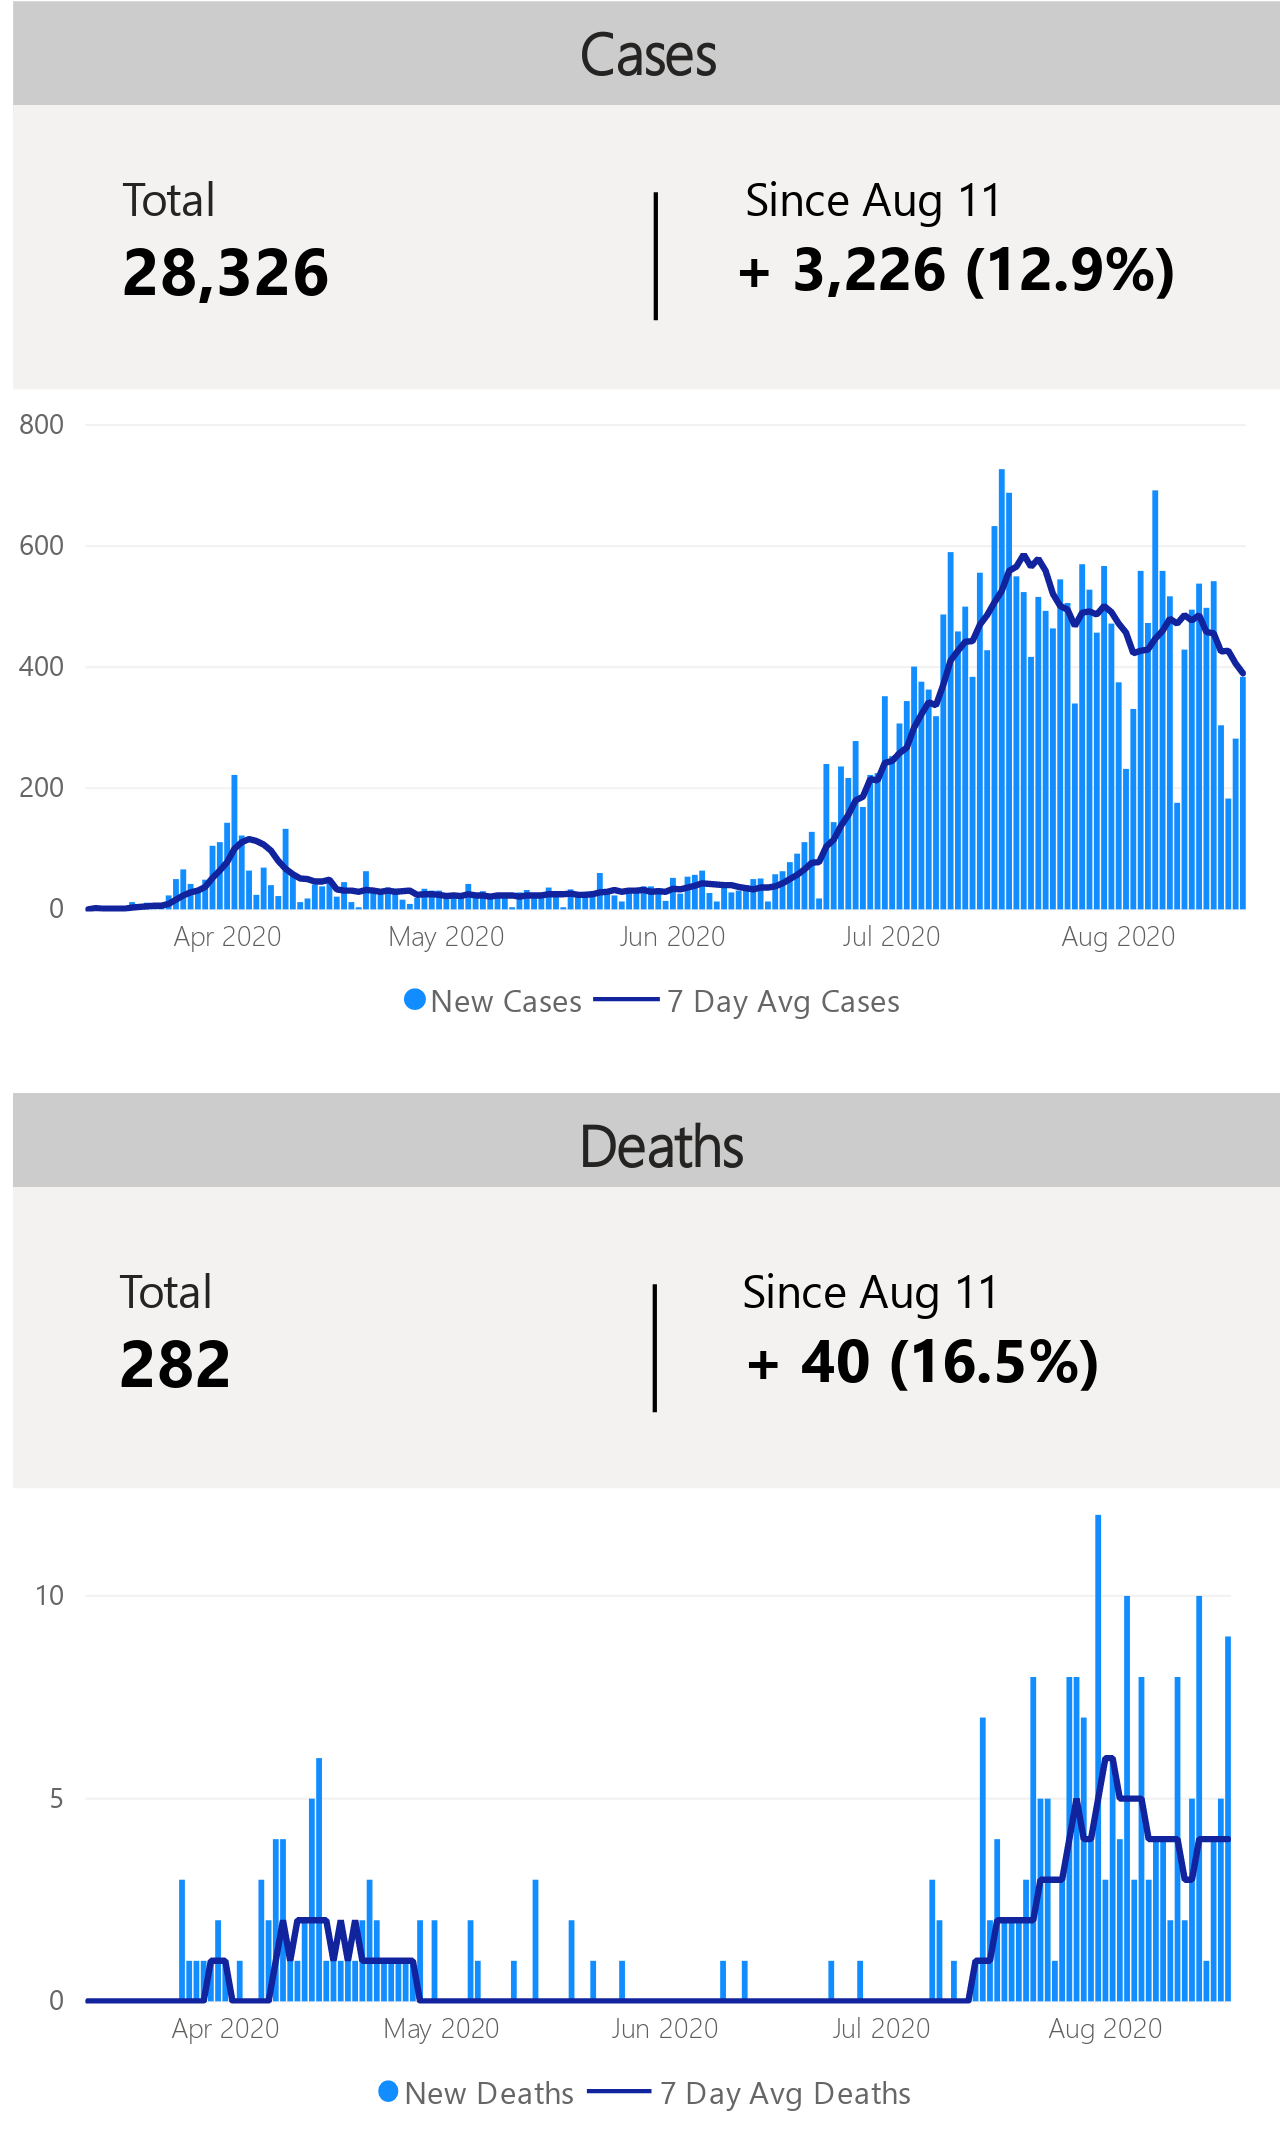 Cases
Total
Since Aug 11
28,326
+ 3,226 (12.9%)
800
600
400
200
0
Apr 2020
May 2020
Jun 2020
Jul 2020
Aug 2020
New Cases
7 Day Avg Cases
Deaths
Total
Since Aug 11
282
+ 40 (16.5%)
10
5
0
Apr 2020
May 2020
Jun 2020
Jul 2020
Aug 2020
New Deaths
7 Day Avg Deaths